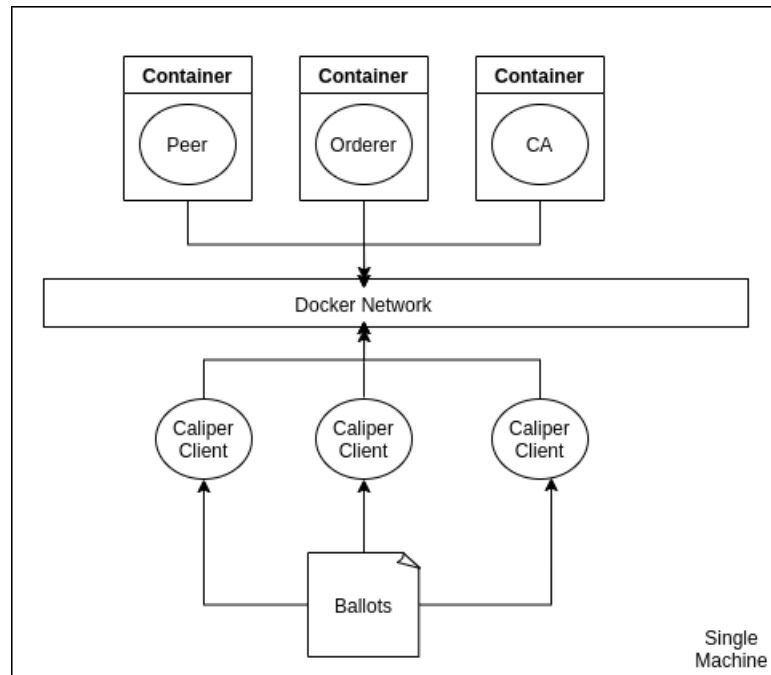 Container
Container
Container
Peer
Orderer
CA
Docker Network
Caliper
Client
Caliper
Client
Caliper
Client
Ballots
Single
Machine